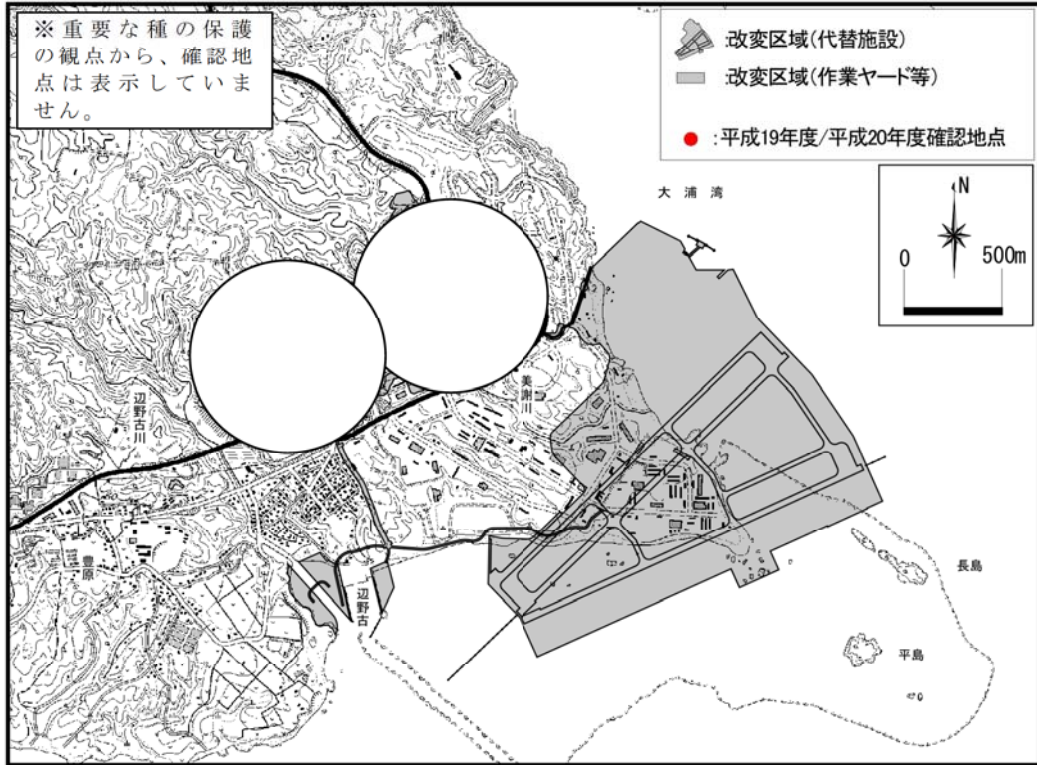 ※重要な種の保護
の観点から、確認地
点は表示していま
せん。
:改変区域(代替施設)
:改変区域(作業ヤード等)
:平成19年度/平成20年度確認地点
大浦湾
N
0 500m
美謝川
辺野古川
豊原
辺野古
長島
平島